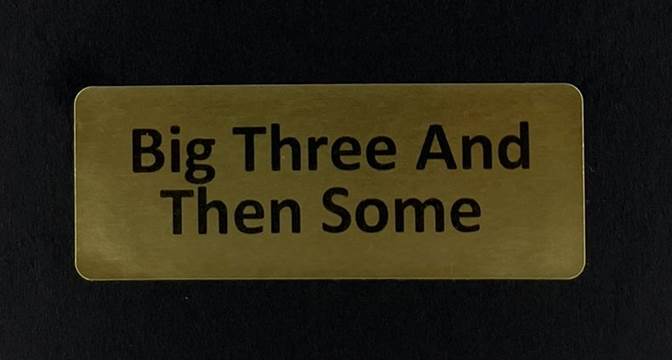 Big Three And
Then Some